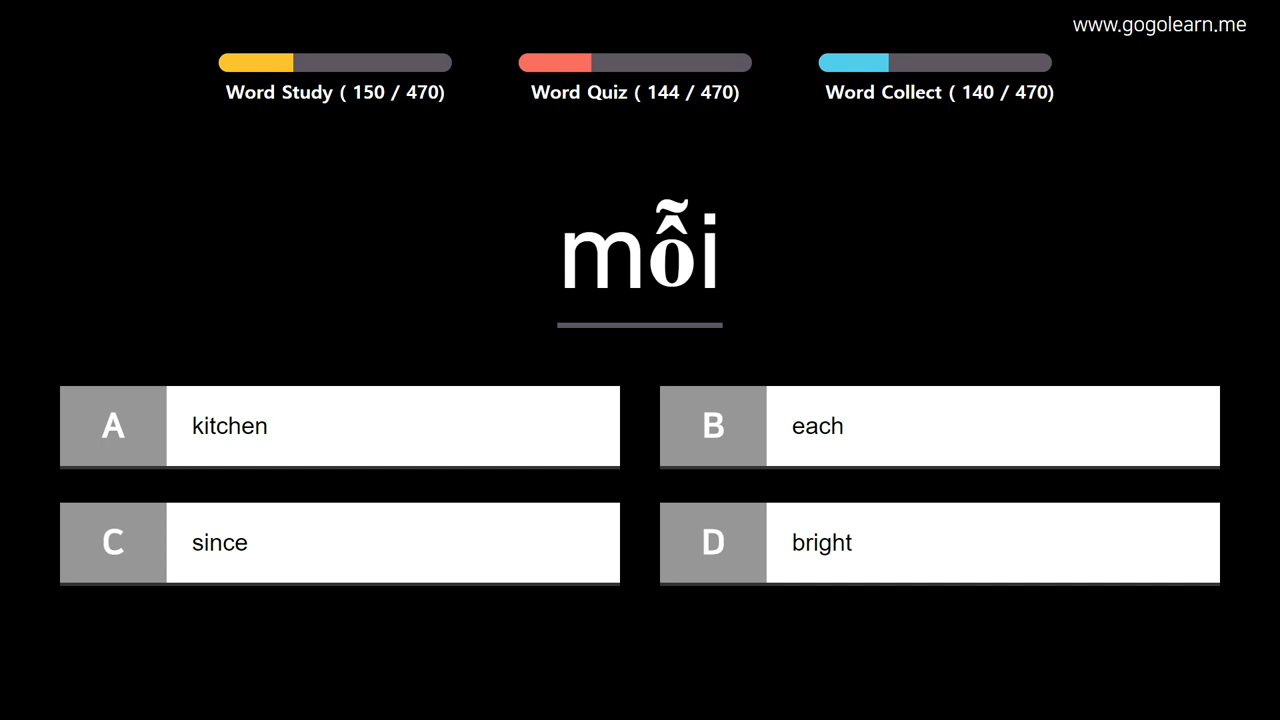 www.gogolearn.me
Word Study ( 150 / 470)
Word Quiz ( 144 / 470)
Word Collect ( 140 / 470)
mỗi
A kitchen
B each
C since
D bright